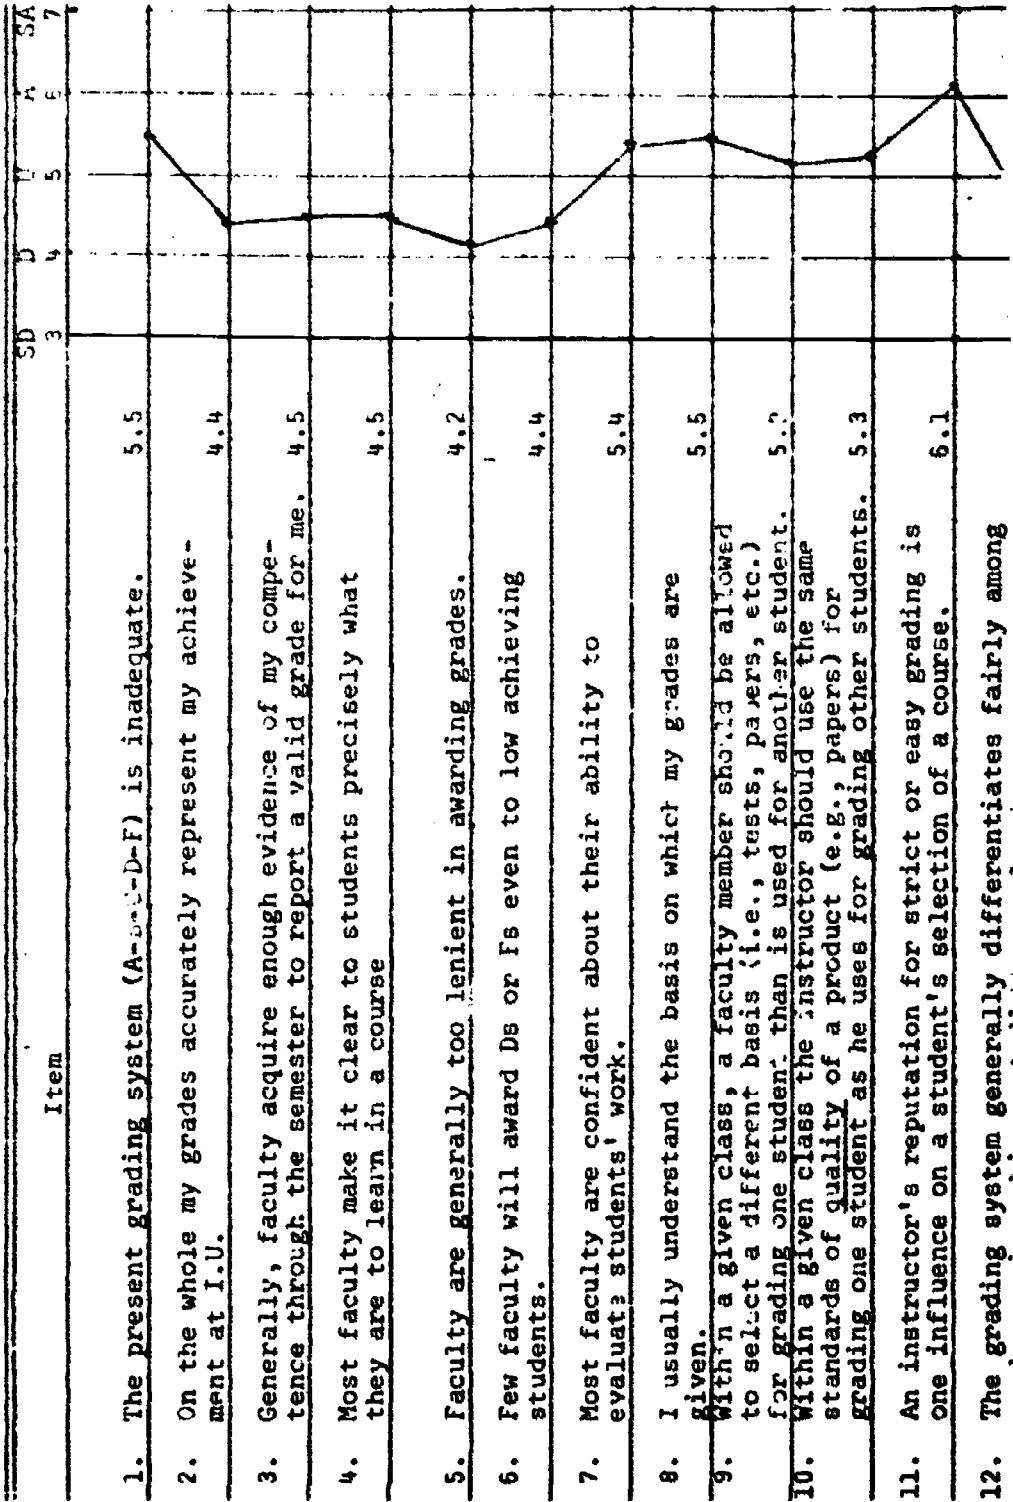 SD D U A SA
3 4 5 6 7
Item
1. The present grading system (A-B-C-D-F) is inadequate. 5.5
2. On the whole my grades accurately represent my achieve-
ment at I.U. 4.4
3. Generally, faculty acquire enough evidence of my compe-
tence through the semester to report a valid grade for me. 4.5
4. Most faculty make it clear to students precisely what
they are to learn in a course 4.5
5. Faculty are generally too lenient in awarding grades. 4.2
6. Few faculty will award Ds or Fs even to low achieving
students. 4.4
7. Most faculty are confident about their ability to
evaluate students' work. 5.4
8. I usually understand the basis on which my grades are
given. 5.5
9. Within a given class, a faculty member should be allowed
to select a different basis (i.e., tests, papers, etc.)
for grading one student than is used for another student.
10. Within a given class the instructor should use the same
standards of quality of a product (e.g., papers) for
grading one student as he uses for grading other students. 5.3
11. An instructor's reputation for strict or easy grading is
one influence on a student's selection of a course. 6.1
12. The grading system generally differentiates fairly among